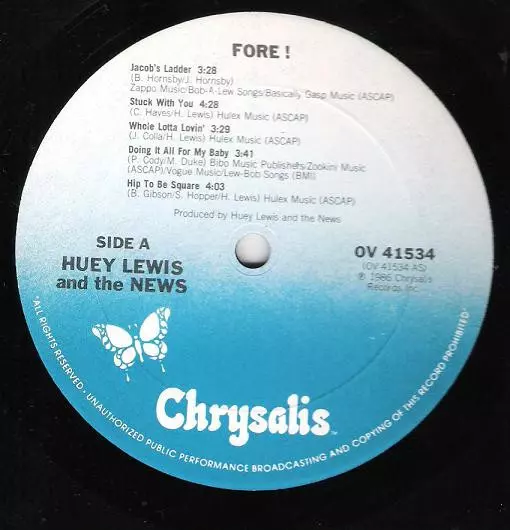 FORE !
Jacob's Ladder 3:28
(B. Hornsby/J. Hornsby)
Zappo Music/Bob-A-Lew Songs/Basically Gasp Music (ASCAP)
Stuck With You 4:28
(C. Hayes/H. Lewis) Hulex Music (ASCAP)
Whole Lotta Lovin' 3:29
(J. Colla/H. Lewis) Hulex Music (ASCAP)
Doing It All For My Baby 3:41
(P. Cody/M. Duke) Bibo Music Publishers/Zookini Music
(ASCAP)/Vogue Music/Lew-Bob Songs (BMI)
Hip To Be Square 4:03
(B. Gibson/S. Hopper/H. Lewis) Hulex Music (ASCAP)
Produced by Huey Lewis and the News
SIDE A
HUEY LEWIS
and the NEWS
OV 41534
(OV 41534 AS)
℗ 1986 Chrysalis
Records Inc.
Chrysalis™
"ALL RIGHTS RESERVED - UNAUTHORIZED PUBLIC PERFORMANCE BROADCASTING AND COPYING OF THIS RECORD PROHIBITED"